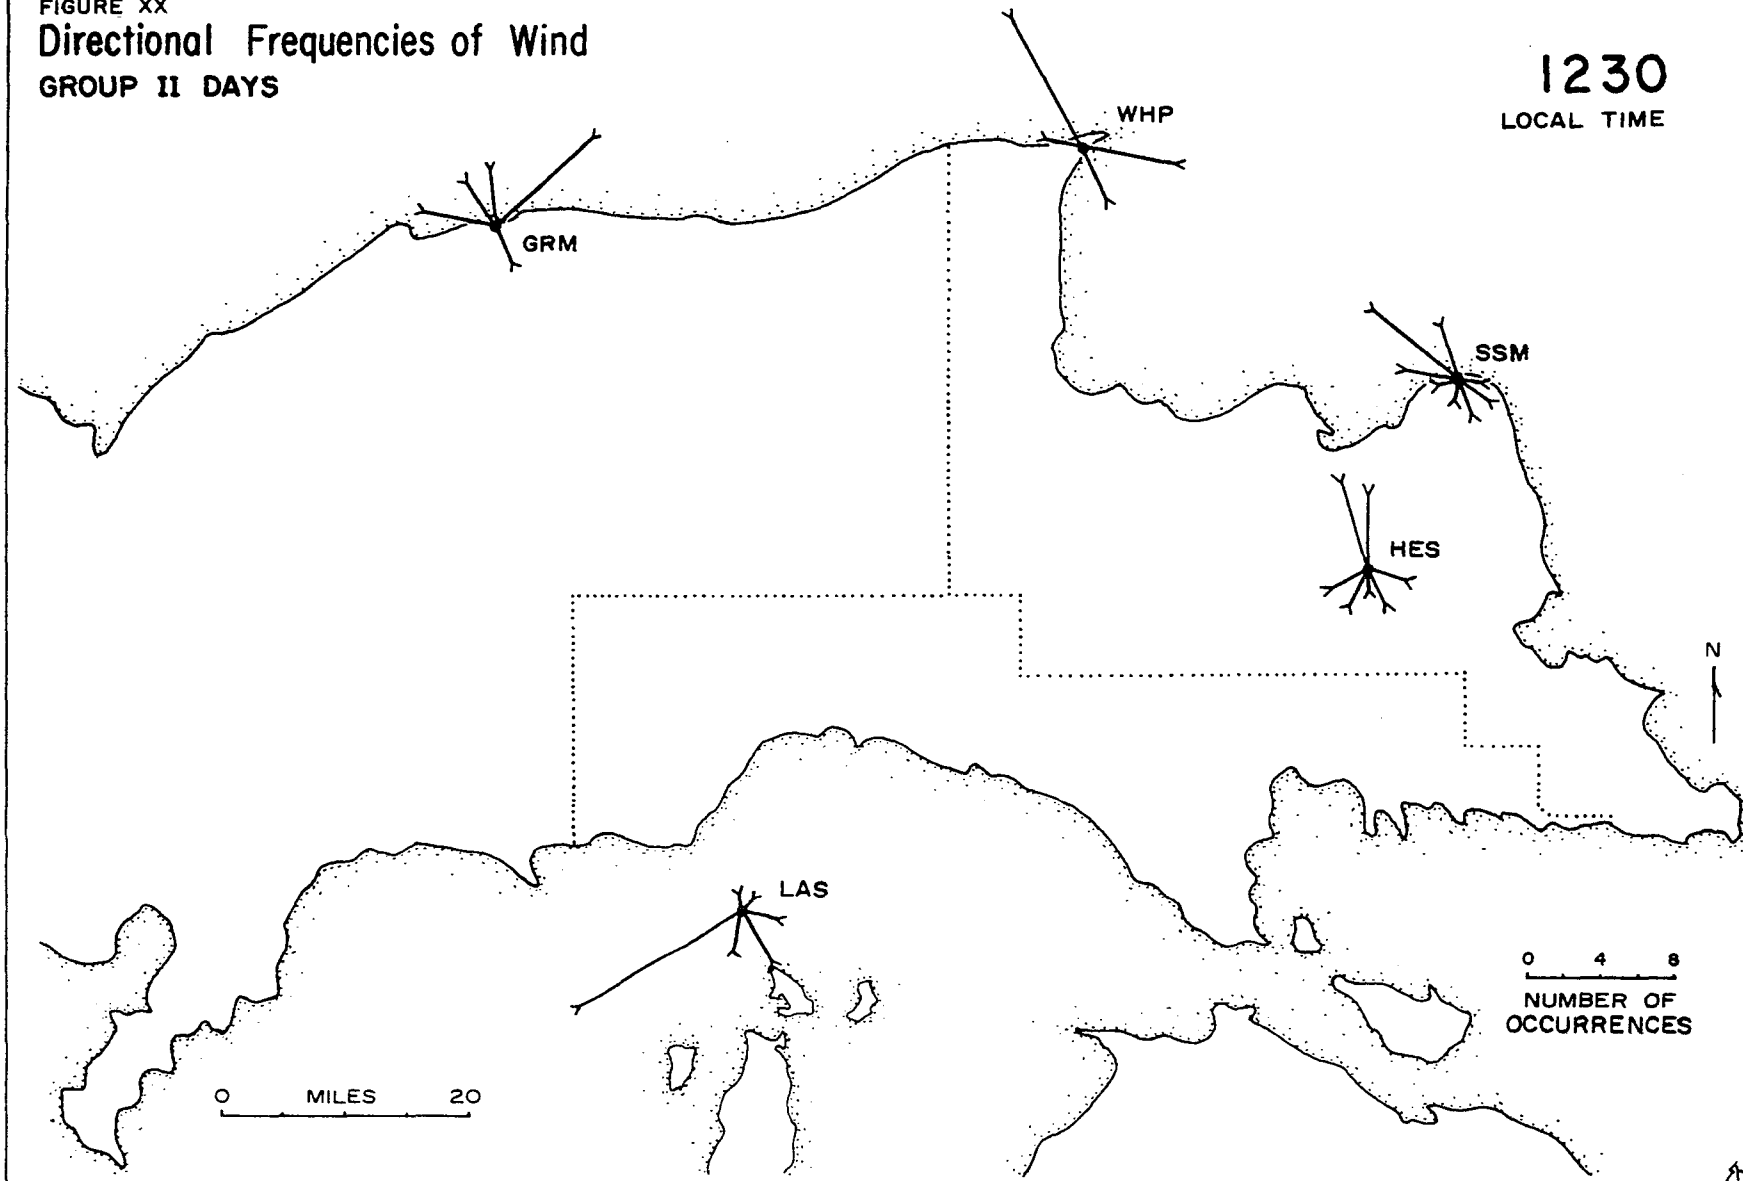 FIGURE XX
Directional Frequencies of Wind
GROUP II DAYS
1230
LOCAL TIME
WHP
GRM
SSM
HES
N
LAS
0 4 8
NUMBER OF
OCCURRENCES
0 MILES 20